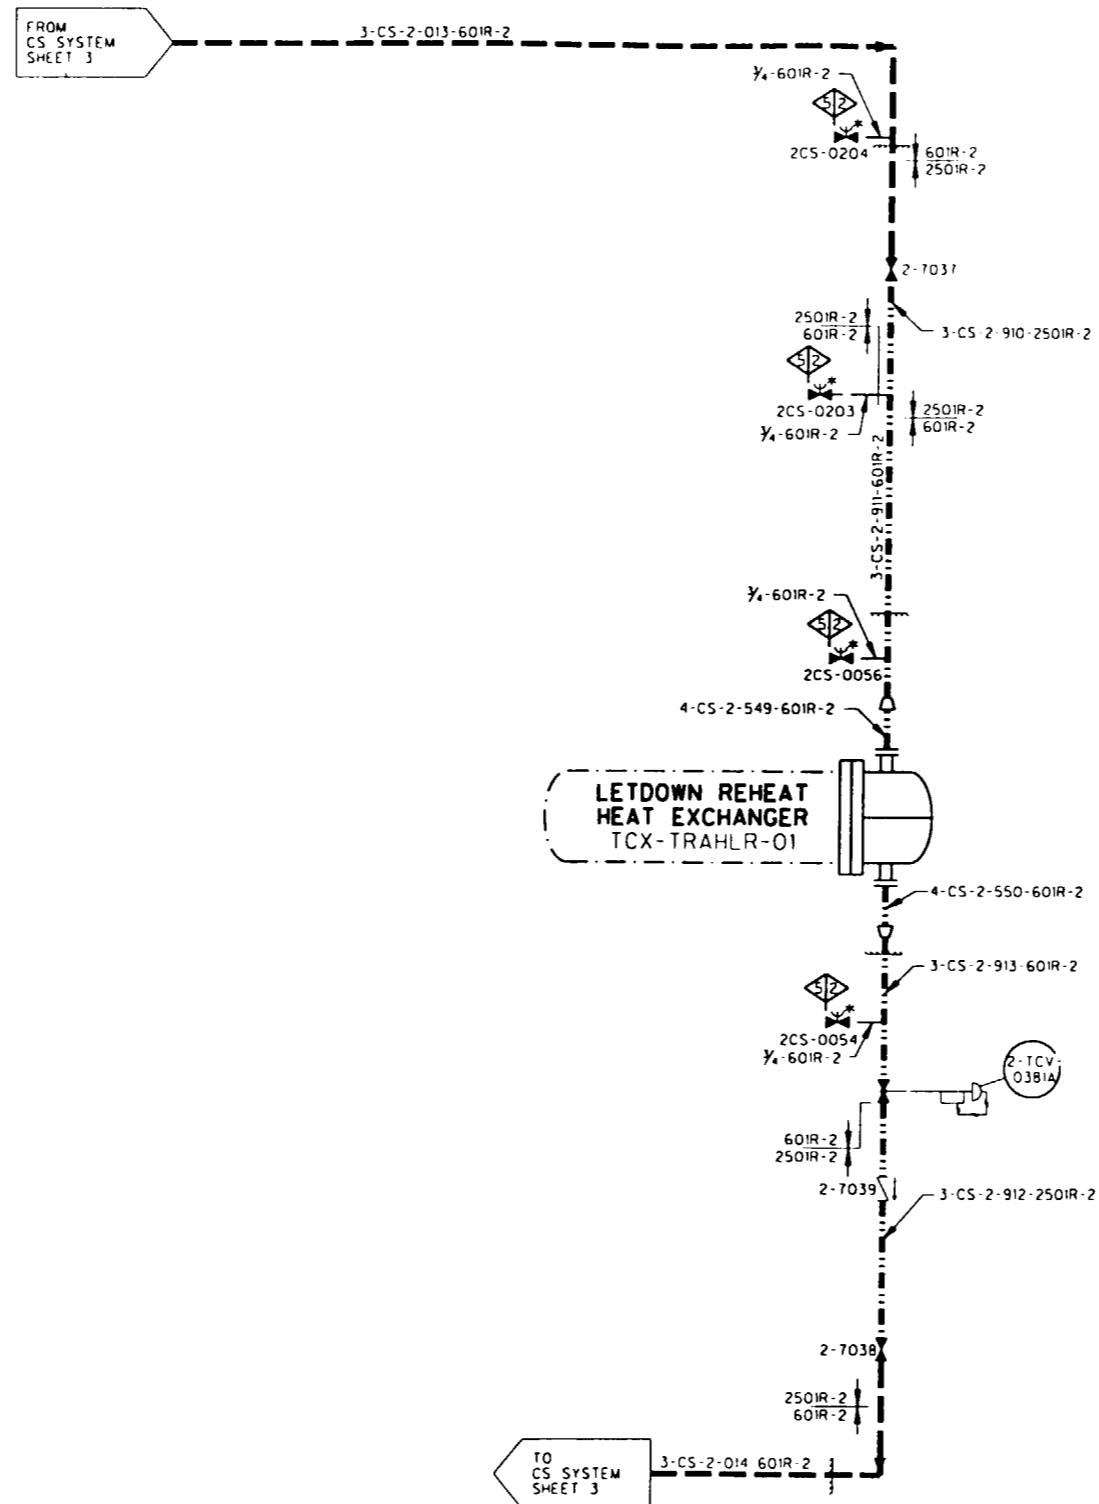 FROM
CS SYSTEM
SHEET 3
3-CS-2-013-601R-2
3/4-601R-2
5 2
2CS-0204
601R-2
2501R-2
2-7037
2501R-2
601R-2
3-CS-2-910-2501R-2
5 2
2CS-0203
3/4-601R-2
2501R-2
601R-2
3-CS-2-911-601R-2
3/4-601R-2
5 2
2CS-0056
4-CS-2-549-601R-2
LETDOWN REHEAT
HEAT EXCHANGER
TCX-TRAHLR-01
4-CS-2-550-601R-2
3-CS-2-913-601R-2
5 2
2CS-0054
3/4-601R-2
2-TCV-
0381A
601R-2
2501R-2
2-7039
3-CS-2-912-2501R-2
2-7038
2501R-2
601R-2
TO
CS SYSTEM
SHEET 3
3-CS-2-014 601R-2